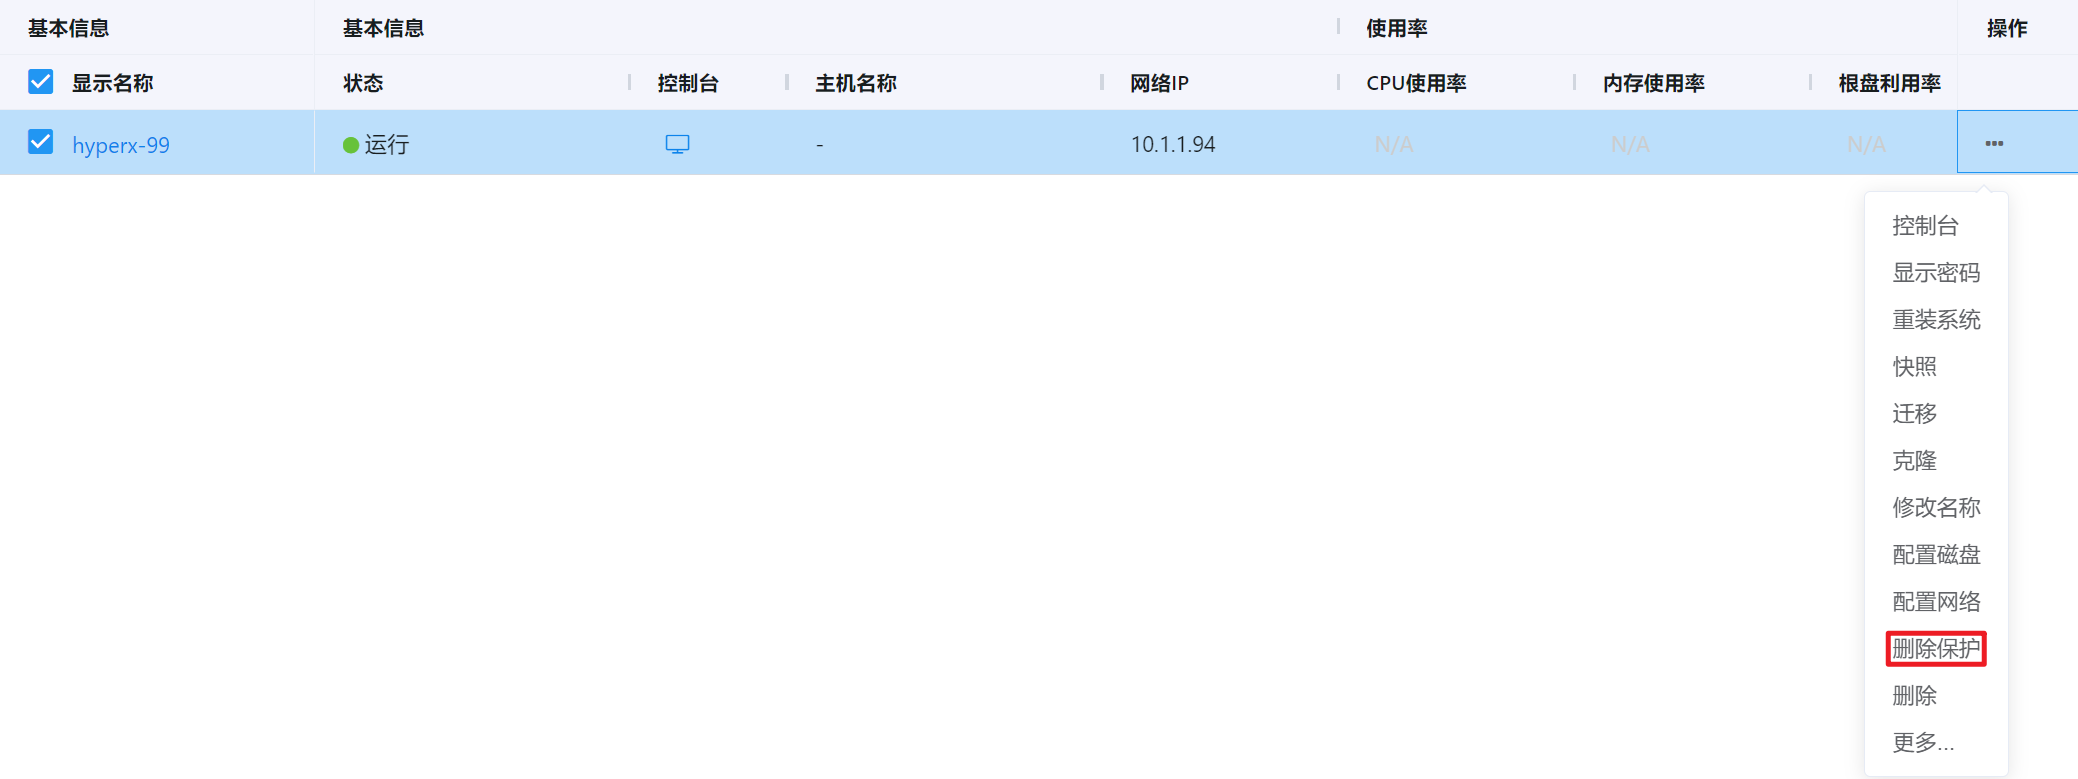 基本信息 基本信息 使用率 操作
显示名称 状态 控制台 主机名称 网络IP CPU使用率 内存使用率 根盘利用率
hyperx-99 运行 - 10.1.1.94 N/A N/A N/A •••
控制台
显示密码
重装系统
快照
迁移
克隆
修改名称
配置磁盘
配置网络
删除保护
删除
更多...